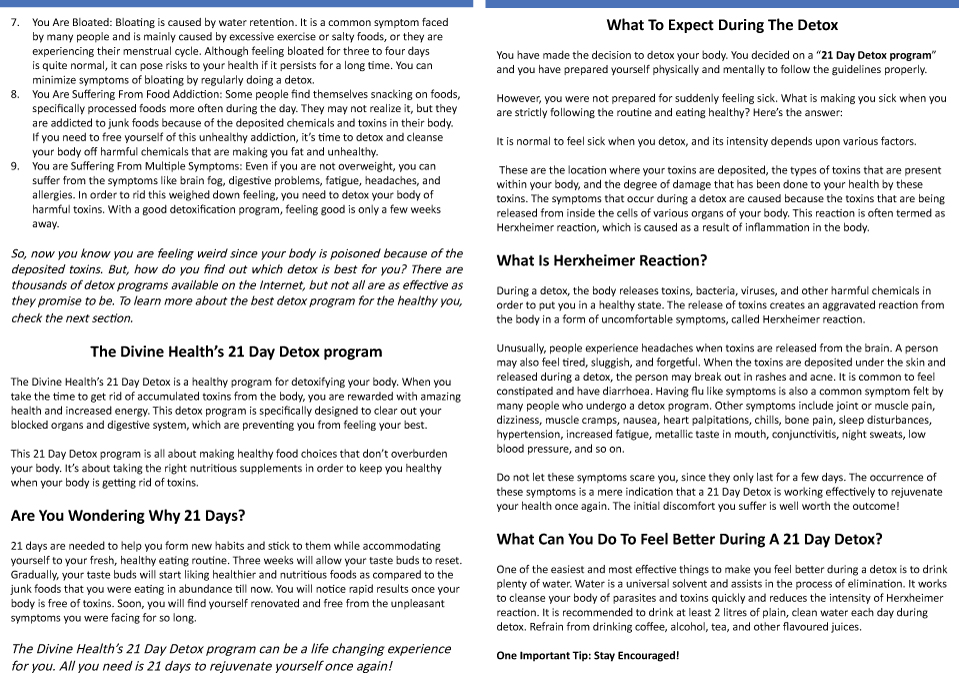 7. You Are Bloated: Bloating is caused by water retention. It is a common symptom faced
by many people and is mainly caused by excessive exercise or salty foods, or they are
experiencing their menstrual cycle. Although feeling bloated for three to four days
is quite normal, it can pose risks to your health if it persists for a long time. You can
minimize symptoms of bloating by regularly doing a detox.
8. You Are Suffering From Food Addiction: Some people find themselves snacking on foods,
specifically processed foods more often during the day. They may not realize it, but they
are addicted to junk foods because of the deposited chemicals and toxins in their body.
If you need to free yourself of this unhealthy addiction, it's time to detox and cleanse
your body off harmful chemicals that are making you fat and unhealthy.
9. You are Suffering From Multiple Symptoms: Even if you are not overweight, you can
suffer from the symptoms like brain fog, digestive problems, fatigue, headaches, and
allergies. In order to rid this weighed down feeling, you need to detox your body of
harmful toxins. With a good detoxification program, feeling good is only a few weeks
away.
So, now you know you are feeling weird since your body is poisoned because of the
deposited toxins. But, how do you find out which detox is best for you? There are
thousands of detox programs available on the Internet, but not all are as effective as
they promise to be. To learn more about the best detox program for the healthy you,
check the next section.
The Divine Health's 21 Day Detox program
The Divine Health's 21 Day Detox is a healthy program for detoxifying your body. When you
take the time to get rid of accumulated toxins from the body, you are rewarded with amazing
health and increased energy. This detox program is specifically designed to clear out your
blocked organs and digestive system, which are preventing you from feeling your best.
This 21 Day Detox program is all about making healthy food choices that don't overburden
your body. It's about taking the right nutritious supplements in order to keep you healthy
when your body is getting rid of toxins.
Are You Wondering Why 21 Days?
21 days are needed to help you form new habits and stick to them while accommodating
yourself to your fresh, healthy eating routine. Three weeks will allow your taste buds to reset.
Gradually, your taste buds will start liking healthier and nutritious foods as compared to the
junk foods that you were eating in abundance till now. You will notice rapid results once your
body is free of toxins. Soon, you will find yourself renovated and free from the unpleasant
symptoms you were facing for so long.
The Divine Health's 21 Day Detox program can be a life changing experience
for you. All you need is 21 days to rejuvenate yourself once again!
What To Expect During The Detox
You have made the decision to detox your body. You decided on a “21 Day Detox program”
and you have prepared yourself physically and mentally to follow the guidelines properly.
However, you were not prepared for suddenly feeling sick. What is making you sick when you
are strictly following the routine and eating healthy? Here's the answer:
It is normal to feel sick when you detox, and its intensity depends upon various factors.
These are the location where your toxins are deposited, the types of toxins that are present
within your body, and the degree of damage that has been done to your health by these
toxins. The symptoms that occur during a detox are caused because the toxins that are being
released from inside the cells of various organs of your body. This reaction is often termed as
Herxheimer reaction, which is caused as a result of inflammation in the body.
What Is Herxheimer Reaction?
During a detox, the body releases toxins, bacteria, viruses, and other harmful chemicals in
order to put you in a healthy state. The release of toxins creates an aggravated reaction from
the body in a form of uncomfortable symptoms, called Herxheimer reaction.
Unusually, people experience headaches when toxins are released from the brain. A person
may also feel tired, sluggish, and forgetful. When the toxins are deposited under the skin and
released during a detox, the person may break out in rashes and acne. It is common to feel
constipated and have diarrhoea. Having flu like symptoms is also a common symptom felt by
many people who undergo a detox program. Other symptoms include joint or muscle pain,
dizziness, muscle cramps, nausea, heart palpitations, chills, bone pain, sleep disturbances,
hypertension, increased fatigue, metallic taste in mouth, conjunctivitis, night sweats, low
blood pressure, and so on.
Do not let these symptoms scare you, since they only last for a few days. The occurrence of
these symptoms is a mere indication that a 21 Day Detox is working effectively to rejuvenate
your health once again. The initial discomfort you suffer is well worth the outcome!
What Can You Do To Feel Better During A 21 Day Detox?
One of the easiest and most effective things to make you feel better during a detox is to drink
plenty of water. Water is a universal solvent and assists in the process of elimination. It works
to cleanse your body of parasites and toxins quickly and reduces the intensity of Herxheimer
reaction. It is recommended to drink at least 2 litres of plain, clean water each day during
detox. Refrain from drinking coffee, alcohol, tea, and other flavoured juices.
One Important Tip: Stay Encouraged!